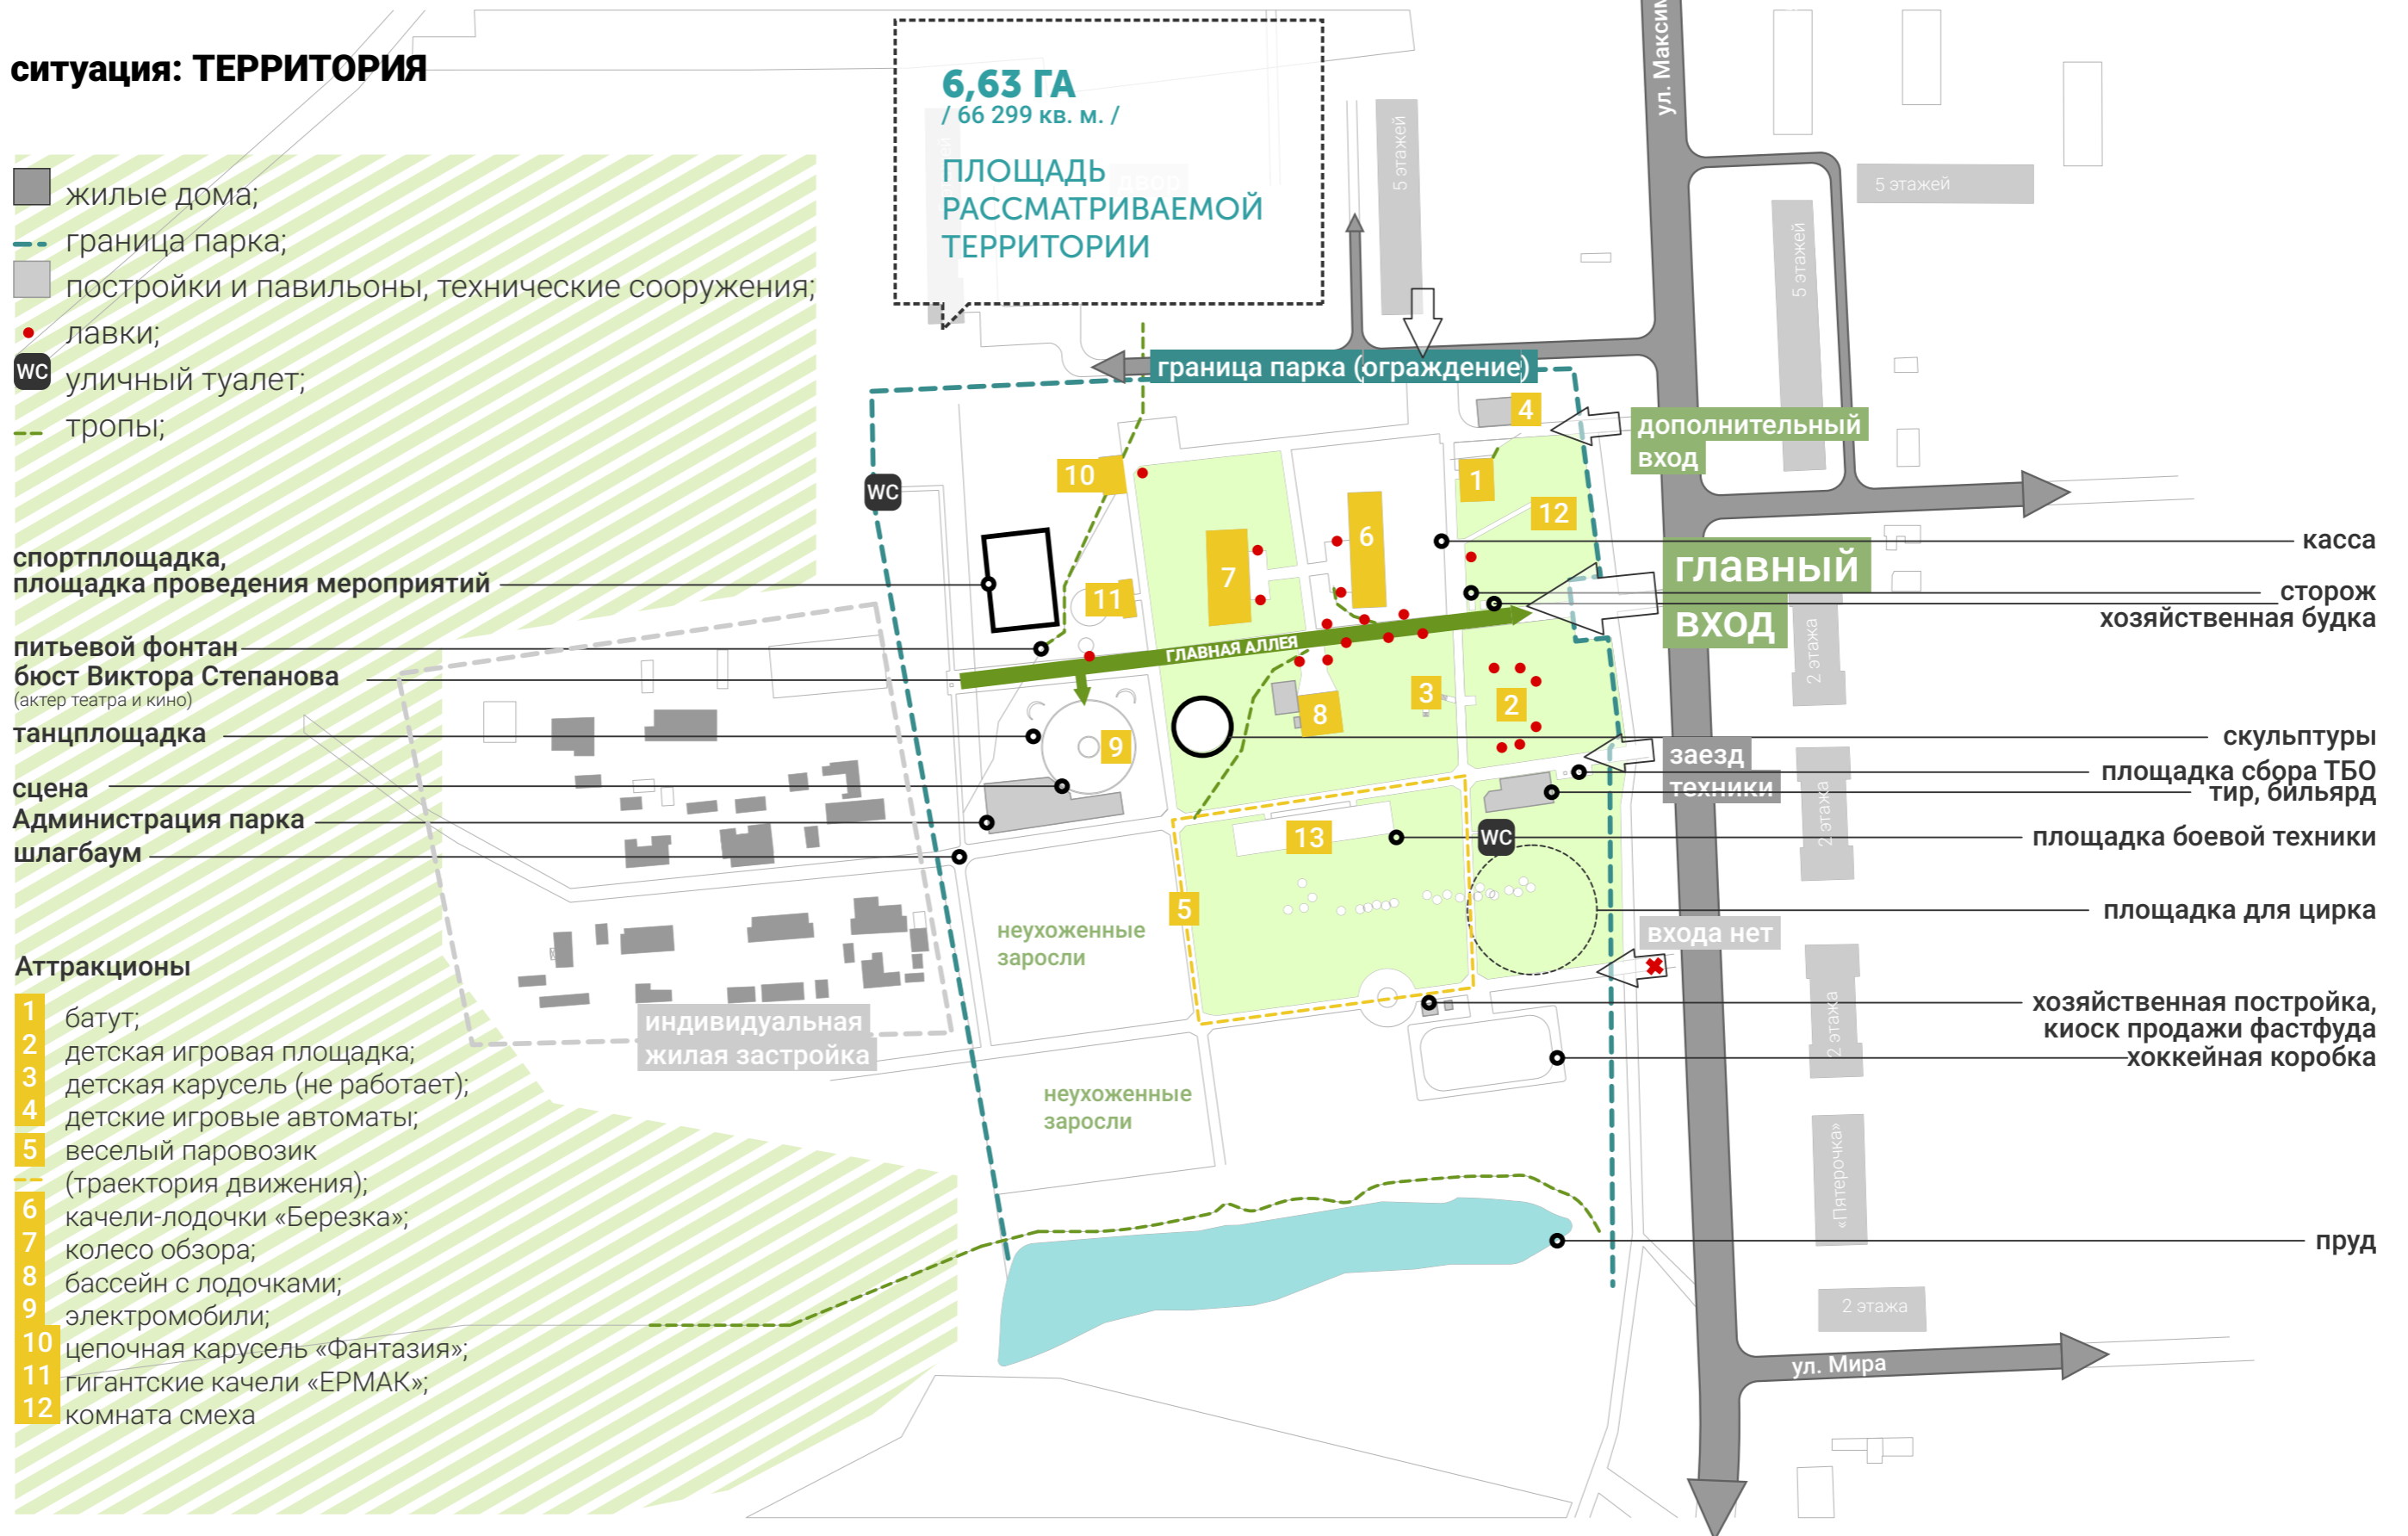 ситуация: ТЕРРИТОРИЯ
6,63 ГА
/ 66 299 кв. м. /
ПЛОЩАДЬ
РАССМАТРИВАЕМОЙ
ТЕРРИТОРИИ
двор
жилые дома;
граница парка;
постройки и павильоны, технические сооружения;
лавки;
WC
уличный туалет;
тропы;
5 этажей
5 этажей
5 этажей
граница парка (ограждение)
дополнительный
вход
главный
вход
заезд
техники
входа нет
WC
WC
ГЛАВНАЯ АЛЛЕЯ
10
4
1
12
6
7
11
3
2
8
9
13
5
неухоженные
заросли
неухоженные
заросли
индивидуальная
жилая застройка
спортплощадка,
площадка проведения мероприятий
питьевой фонтан
бюст Виктора Степанова
(актер театра и кино)
танцплощадка
сцена
Администрация парка
шлагбаум
касса
сторож
хозяйственная будка
скульптуры
площадка сбора ТБО
тир, бильярд
площадка боевой техники
площадка для цирка
хозяйственная постройка,
киоск продажи фастфуда
хоккейная коробка
пруд
2 этажа
2 этажа
2 этажа
«Пятерочка»
2 этажа
ул. Мира
Аттракционы
1 батут;
2 детская игровая площадка;
3 детская карусель (не работает);
4 детские игровые автоматы;
5 веселый паровозик
(траектория движения);
6 качели-лодочки «Березка»;
7 колесо обзора;
8 бассейн с лодочками;
9 электромобили;
10 цепочная карусель «Фантазия»;
11 гигантские качели «ЕРМАК»;
12 комната смеха